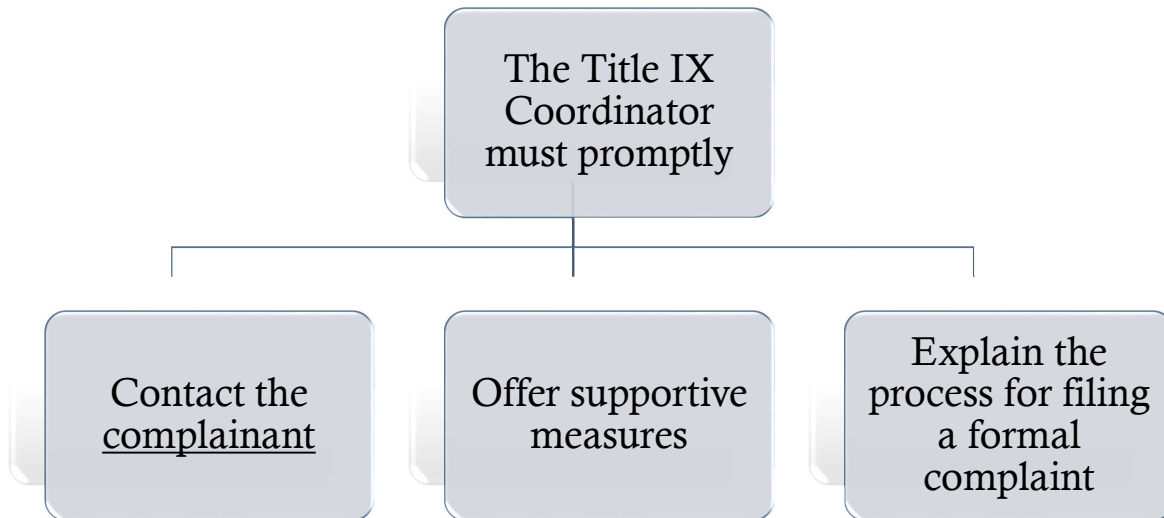 The Title IX
Coordinator
must promptly
Contact the
complainant
Offer supportive
measures
Explain the
process for filing
a formal
complaint